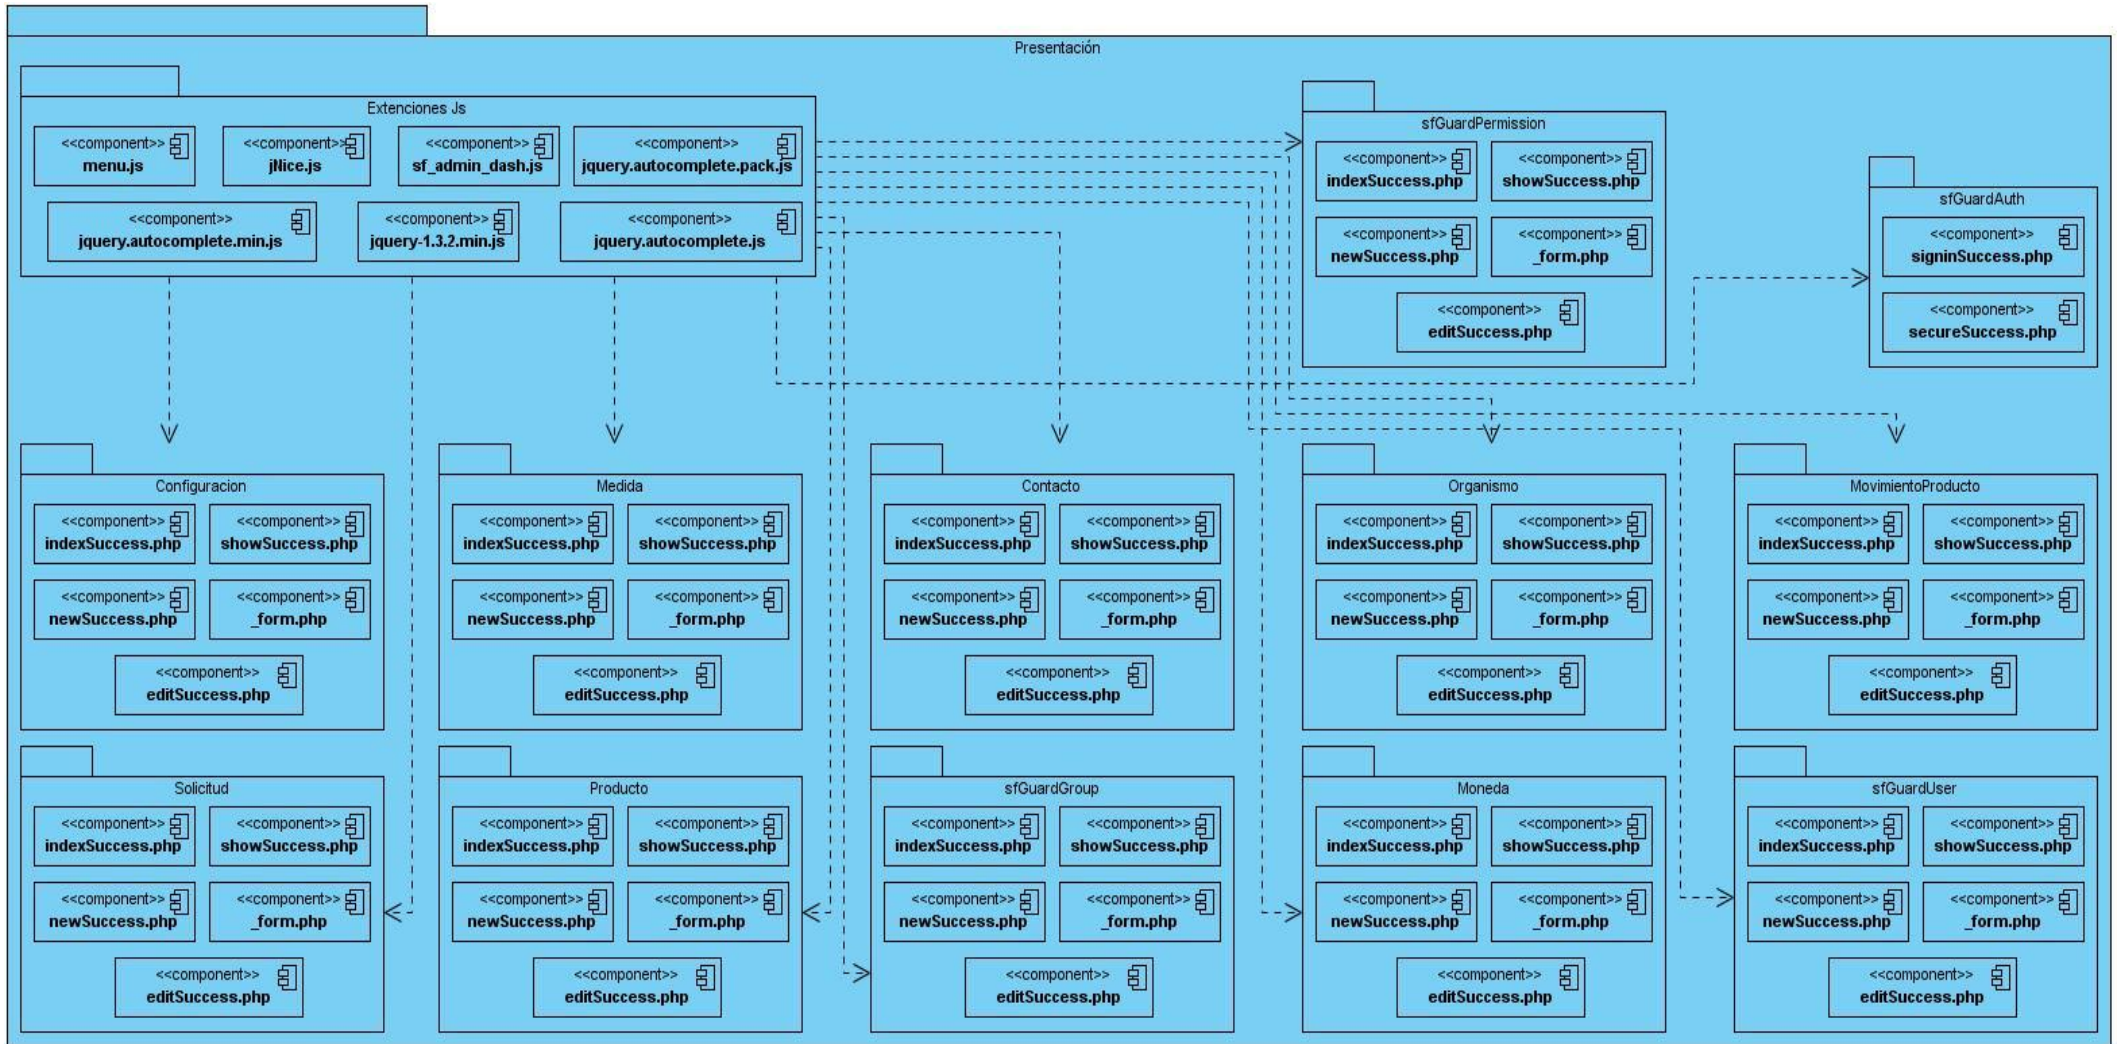 Presentación
Extenciones Js
<<component>>
menu.js
<<component>>
jNice.js
<<component>>
sf_admin_dash.js
<<component>>
jquery.autocomplete.pack.js
<<component>>
jquery.autocomplete.min.js
<<component>>
jquery-1.3.2.min.js
<<component>>
jquery.autocomplete.js
sfGuardPermission
<<component>>
indexSuccess.php
<<component>>
showSuccess.php
<<component>>
newSuccess.php
<<component>>
_form.php
<<component>>
editSuccess.php
sfGuardAuth
<<component>>
signinSuccess.php
<<component>>
secureSuccess.php
Configuracion
<<component>>
indexSuccess.php
<<component>>
showSuccess.php
<<component>>
newSuccess.php
<<component>>
_form.php
<<component>>
editSuccess.php
Medida
<<component>>
indexSuccess.php
<<component>>
showSuccess.php
<<component>>
newSuccess.php
<<component>>
_form.php
<<component>>
editSuccess.php
Contacto
<<component>>
indexSuccess.php
<<component>>
showSuccess.php
<<component>>
newSuccess.php
<<component>>
_form.php
<<component>>
editSuccess.php
Organismo
<<component>>
indexSuccess.php
<<component>>
showSuccess.php
<<component>>
newSuccess.php
<<component>>
_form.php
<<component>>
editSuccess.php
MovimientoProducto
<<component>>
indexSuccess.php
<<component>>
showSuccess.php
<<component>>
newSuccess.php
<<component>>
_form.php
<<component>>
editSuccess.php
Solicitud
<<component>>
indexSuccess.php
<<component>>
showSuccess.php
<<component>>
newSuccess.php
<<component>>
_form.php
<<component>>
editSuccess.php
Producto
<<component>>
indexSuccess.php
<<component>>
showSuccess.php
<<component>>
newSuccess.php
<<component>>
_form.php
<<component>>
editSuccess.php
sfGuardGroup
<<component>>
indexSuccess.php
<<component>>
showSuccess.php
<<component>>
newSuccess.php
<<component>>
_form.php
<<component>>
editSuccess.php
Moneda
<<component>>
indexSuccess.php
<<component>>
showSuccess.php
<<component>>
newSuccess.php
<<component>>
_form.php
<<component>>
editSuccess.php
sfGuardUser
<<component>>
indexSuccess.php
<<component>>
showSuccess.php
<<component>>
newSuccess.php
<<component>>
_form.php
<<component>>
editSuccess.php